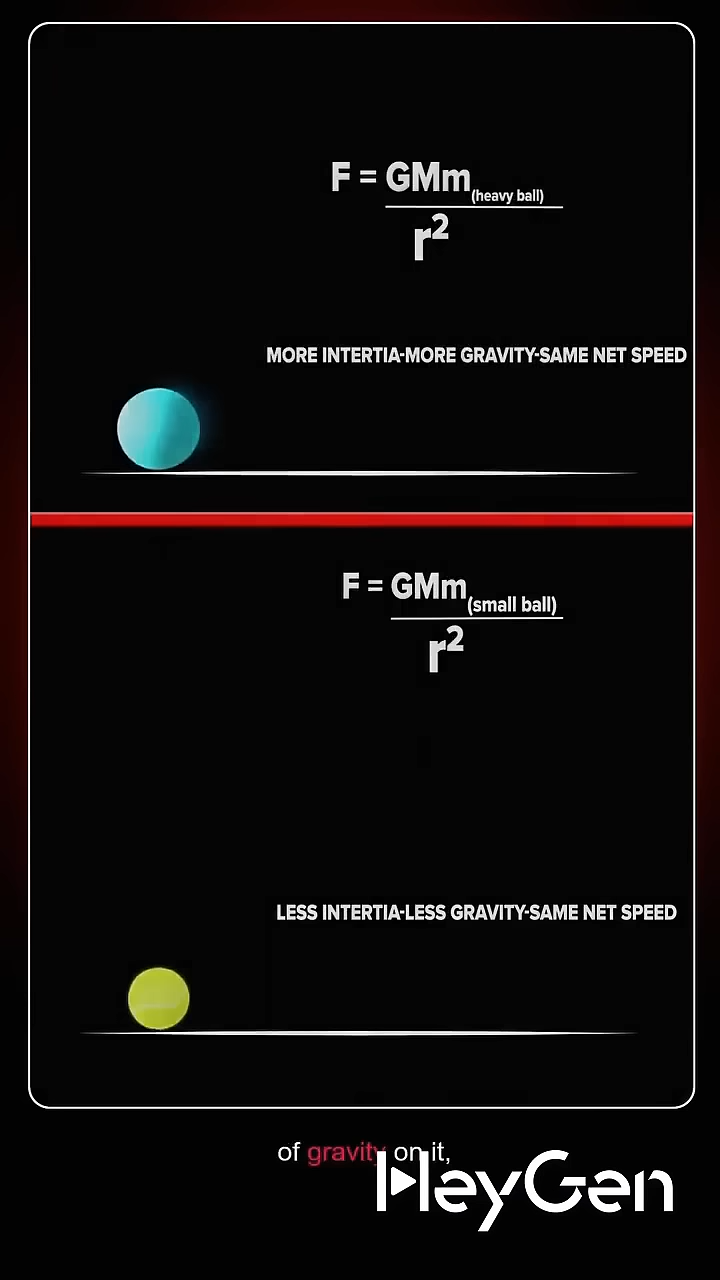 F = GMm(heavy ball)
r²
MORE INTERTIA-MORE GRAVITY-SAME NET SPEED
F = GMm(small ball)
r²
LESS INTERTIA-LESS GRAVITY-SAME NET SPEED
of gravity on it,
HeyGen